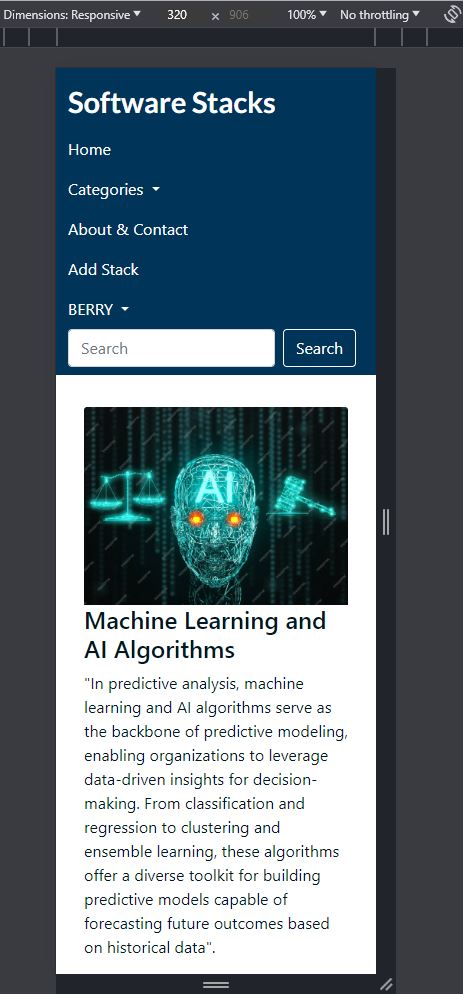 Dimensions: Responsive 320 × 906 100% No throttling
Software Stacks
Home
Categories
About & Contact
Add Stack
BERRY
Search Search
AI
Machine Learning and
AI Algorithms
"In predictive analysis, machine
learning and AI algorithms serve as
the backbone of predictive modeling,
enabling organizations to leverage
data-driven insights for decision-
making. From classification and
regression to clustering and
ensemble learning, these algorithms
offer a diverse toolkit for building
predictive models capable of
forecasting future outcomes based
on historical data".